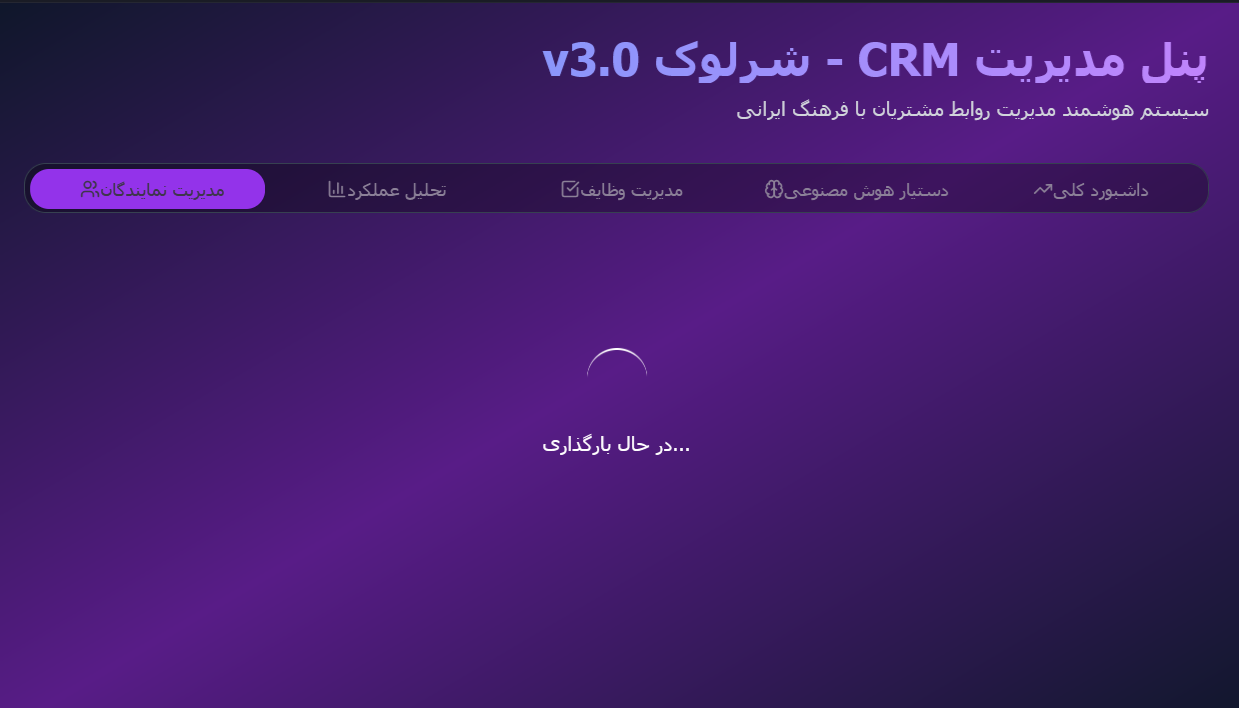 پنل مدیریت CRM - شرلوک v3.0
سیستم هوشمند مدیریت روابط مشتریان با فرهنگ ایرانی
داشبورد کلی دستیار هوش مصنوعی مدیریت وظایف تحلیل عملکرد مدیریت نمایندگان
در حال بارگذاری...